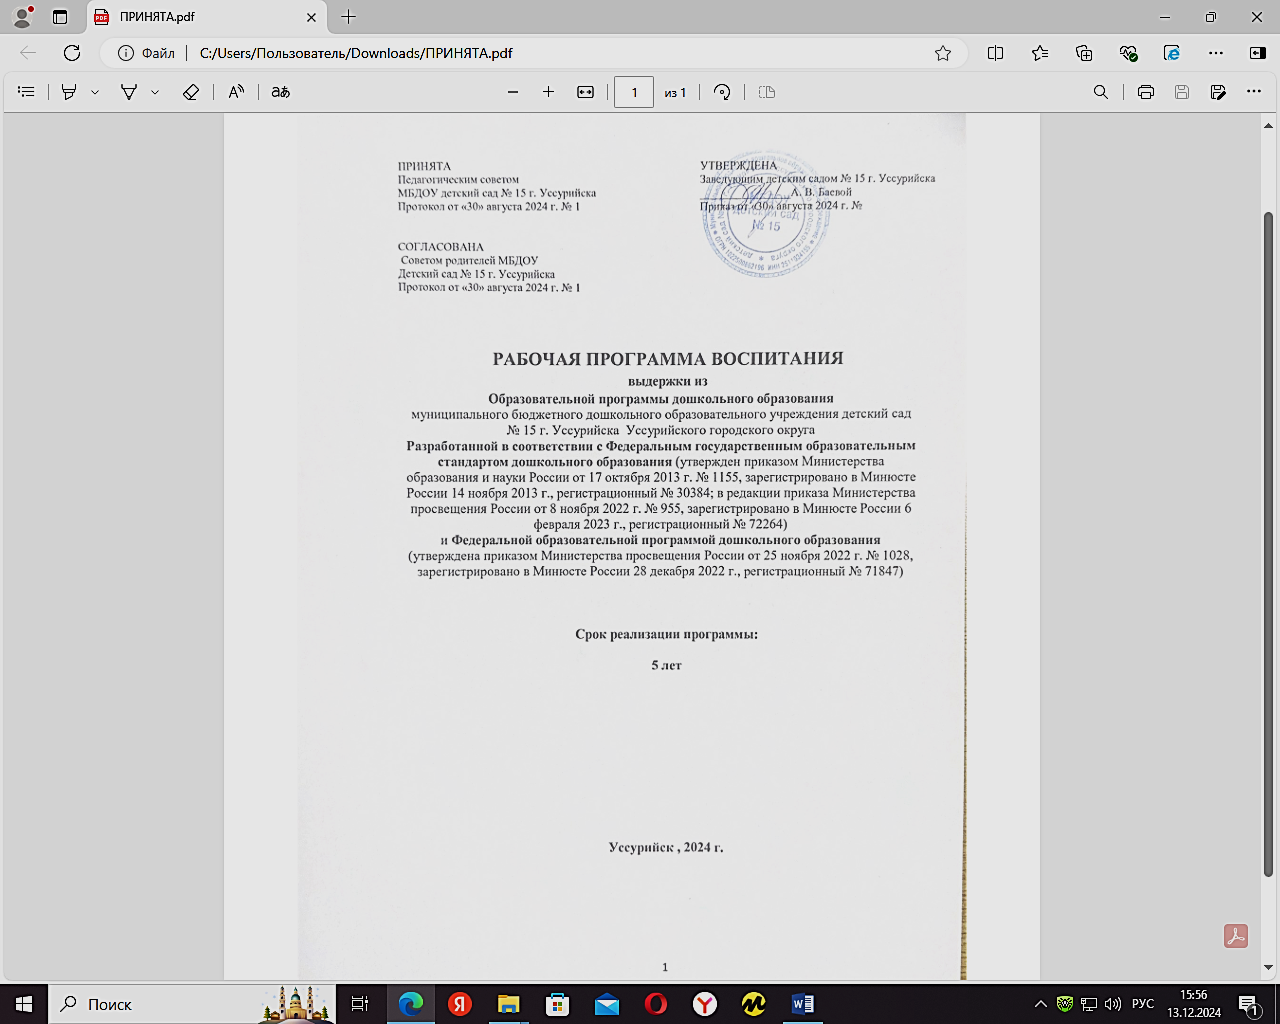 ПРИНЯТА.pdf
Файл
C:/Users/Пользователь/Downloads/ПРИНЯТА.pdf
1 из 1
ПРИНЯТА
Педагогическим советом
МБДОУ детский сад № 15 г. Уссурийска
Протокол от «30» августа 2024 г. № 1
УТВЕРЖДЕНА
Заведующим детским садом № 15 г. Уссурийска
А. В. Баевой
Приказ от «30» августа 2024 г. №
детский сад
№ 15
СОГЛАСОВАНА
Советом родителей МБДОУ
Детский сад № 15 г. Уссурийска
Протокол от «30» августа 2024 г. № 1
РАБОЧАЯ ПРОГРАММА ВОСПИТАНИЯ
выдержки из
Образовательной программы дошкольного образования
муниципального бюджетного дошкольного образовательного учреждения детский сад
№ 15 г. Уссурийска Уссурийского городского округа
Разработанной в соответствии с Федеральным государственным образовательным
стандартом дошкольного образования (утвержден приказом Министерства
образования и науки России от 17 октября 2013 г. № 1155, зарегистрировано в Минюсте
России 14 ноября 2013 г., регистрационный № 30384; в редакции приказа Министерства
просвещения России от 8 ноября 2022 г. № 955, зарегистрировано в Минюсте России 6
февраля 2023 г., регистрационный № 72264)
и Федеральной образовательной программой дошкольного образования
(утверждена приказом Министерства просвещения России от 25 ноября 2022 г. № 1028,
зарегистрировано в Минюсте России 28 декабря 2022 г., регистрационный № 71847)
Срок реализации программы:
5 лет
Уссурийск , 2024 г.
1
Поиск
РУС
15:56
13.12.2024
1